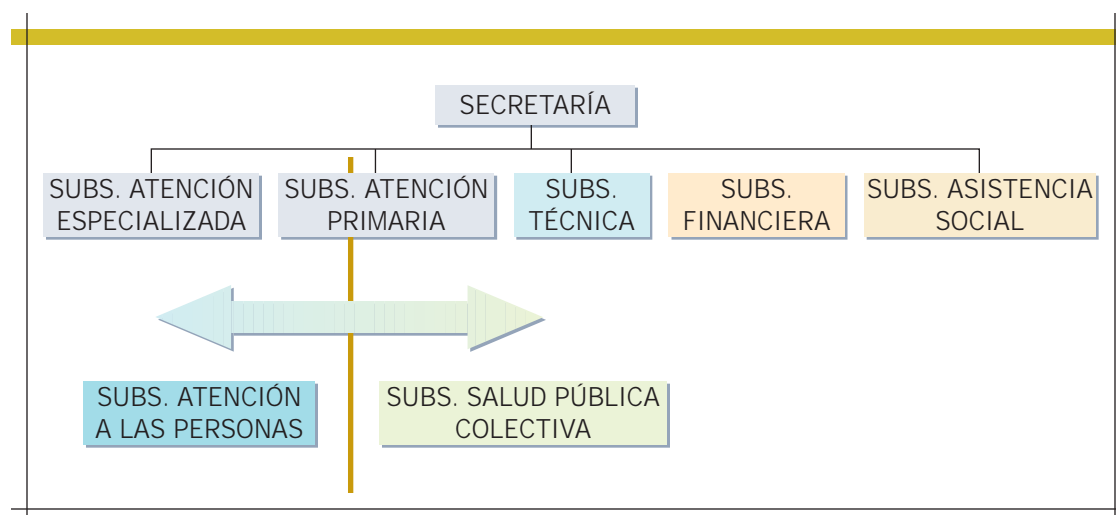 SECRETARÍA
SUBS. ATENCIÓN
ESPECIALIZADA
SUBS. ATENCIÓN
PRIMARIA
SUBS.
TÉCNICA
SUBS.
FINANCIERA
SUBS. ASISTENCIA
SOCIAL
SUBS. ATENCIÓN
A LAS PERSONAS
SUBS. SALUD PÚBLICA
COLECTIVA